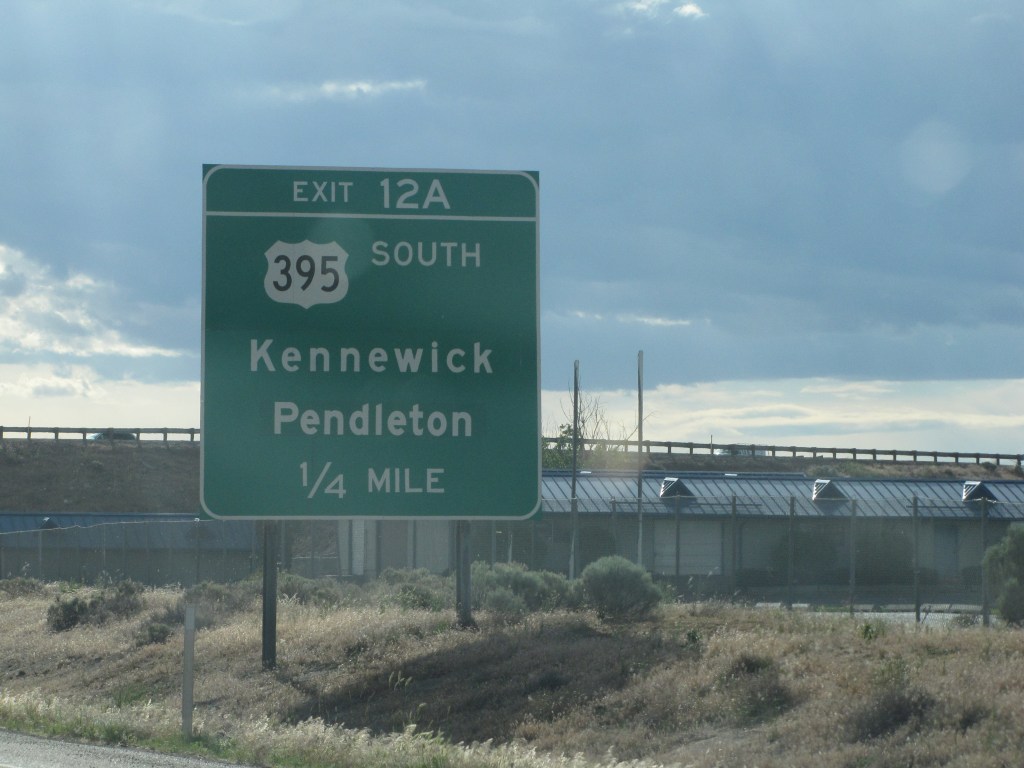 EXIT 12A
395 SOUTH
Kennewick
Pendleton
1/4 MILE